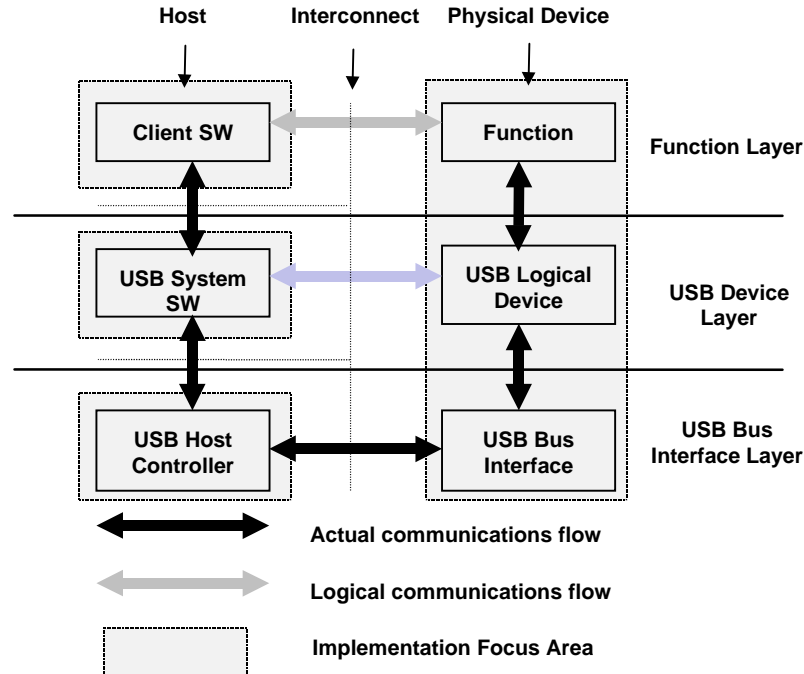 Host
Interconnect
Physical Device
Client SW
Function
Function Layer
USB System
SW
USB Logical
Device
USB Device
Layer
USB Host
Controller
USB Bus
Interface
USB Bus
Interface Layer
Actual communications flow
Logical communications flow
Implementation Focus Area